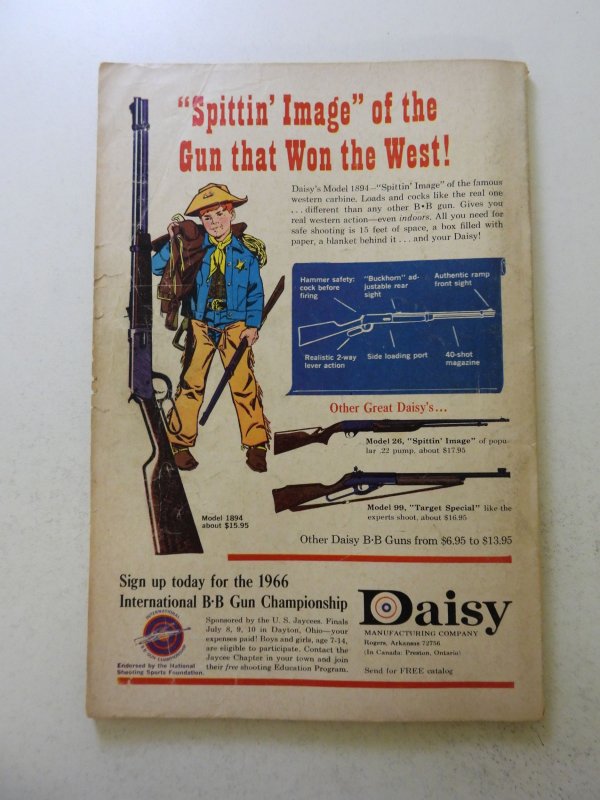 "Spittin' Image" of the
Gun that Won the West!
Daisy's Model 1894—"Spittin' Image" of the famous
western carbine. Loads and cocks like the real one
... different than any other B•B gun. Gives you
real western action—even indoors. All you need for
safe shooting is 15 feet of space, a box filled with
paper, a blanket behind it ... and your Daisy!
Hammer safety: cock before firing
"Buckhorn" ad-justable rear sight
Authentic ramp front sight
Realistic 2-way lever action
Side loading port
40-shot magazine
Other Great Daisy's...
Model 26, "Spittin' Image" of popu-
lar .22 pump, about $17.95
Model 99, "Target Special" like the
experts shoot, about $16.95
Model 1894
about $15.95
Other Daisy B·B Guns from $6.95 to $13.95
Sign up today for the 1966
International B·B Gun Championship
INTERNATIONAL
B·B GUN CHAMPIONSHIP
Endorsed by the National
Shooting Sports Foundation.
Sponsored by the U. S. Jaycees. Finals
July 8, 9, 10 in Dayton, Ohio—your
expenses paid! Boys and girls, age 7-14,
are eligible to participate. Contact the
Jaycee Chapter in your town and join
their free shooting Education Program.
Daisy
MANUFACTURING COMPANY
Rogers, Arkansas 72756
(In Canada: Preston, Ontario)
Send for FREE catalog